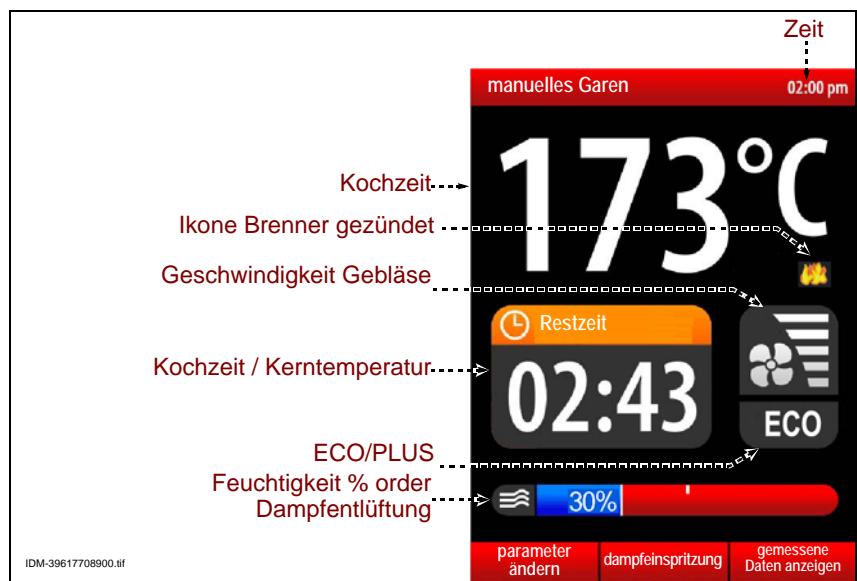 Zeit
manuelles Garen
02:00 pm
173°C
Kochzeit
Ikone Brenner gezündet
Geschwindigkeit Gebläse
Restzeit
Kochzeit / Kerntemperatur
02:43
ECO
ECO/PLUS
Feuchtigkeit % order
Dampfentlüftung
30%
parameter
ändern
dampfeinspritzung
gemessene
Daten anzeigen
IDM-39617708900.tif